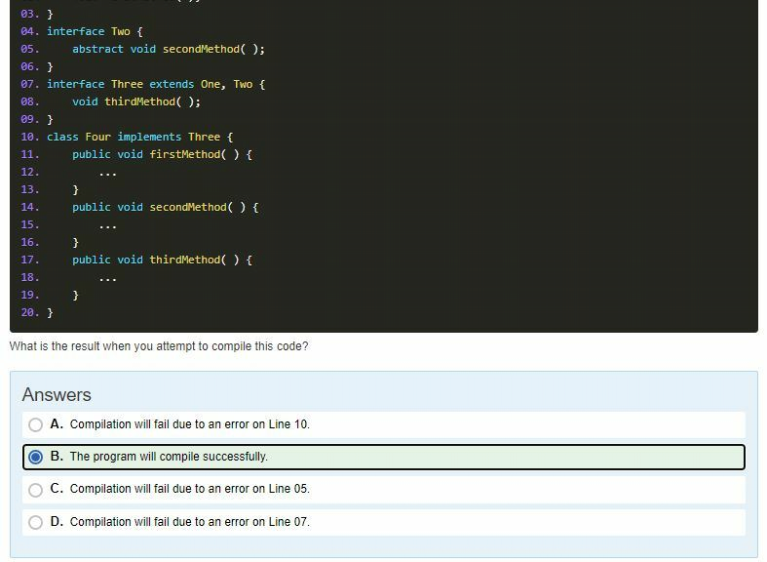 03. }
04. interface Two {
05. abstract void secondMethod( );
06. }
07. interface Three extends One, Two {
08. void thirdMethod( );
09. }
10. class Four implements Three {
11. public void firstMethod( ) {
12. ...
13. }
14. public void secondMethod( ) {
15. ...
16. }
17. public void thirdMethod( ) {
18. ...
19. }
20. }
What is the result when you attempt to compile this code?
Answers
A. Compilation will fail due to an error on Line 10.
B. The program will compile successfully.
C. Compilation will fail due to an error on Line 05.
D. Compilation will fail due to an error on Line 07.